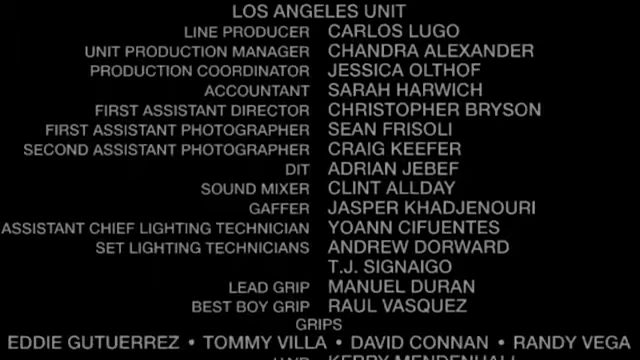 LOS ANGELES UNIT
LINE PRODUCER CARLOS LUGO
UNIT PRODUCTION MANAGER CHANDRA ALEXANDER
PRODUCTION COORDINATOR JESSICA OLTHOF
ACCOUNTANT SARAH HARWICH
FIRST ASSISTANT DIRECTOR CHRISTOPHER BRYSON
FIRST ASSISTANT PHOTOGRAPHER SEAN FRISOLI
SECOND ASSISTANT PHOTOGRAPHER CRAIG KEEFER
DIT ADRIAN JEBEF
SOUND MIXER CLINT ALLDAY
GAFFER JASPER KHADJENOURI
ASSISTANT CHIEF LIGHTING TECHNICIAN YOANN CIFUENTES
SET LIGHTING TECHNICIANS ANDREW DORWARD
T.J. SIGNAIGO
LEAD GRIP MANUEL DURAN
BEST BOY GRIP RAUL VASQUEZ
GRIPS
EDDIE GUTUERREZ • TOMMY VILLA • DAVID CONNAN • RANDY VEGA
KERRY MENDENHALL